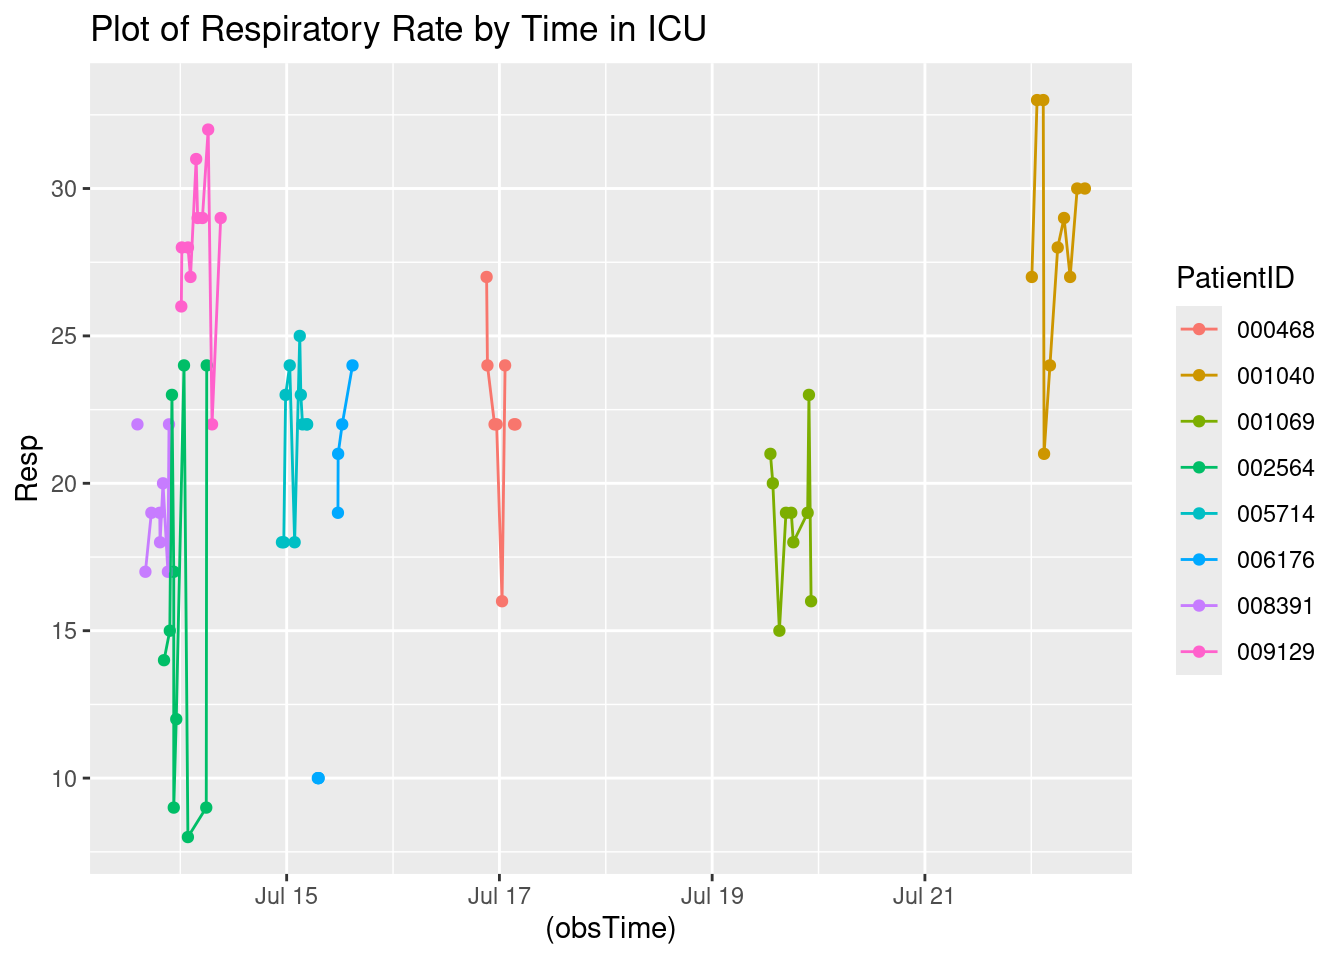 Plot of Respiratory Rate by Time in ICU
Resp
30
25
20
15
10
Jul 15
Jul 17
Jul 19
Jul 21
(obsTime)
PatientID
000468
001040
001069
002564
005714
006176
008391
009129